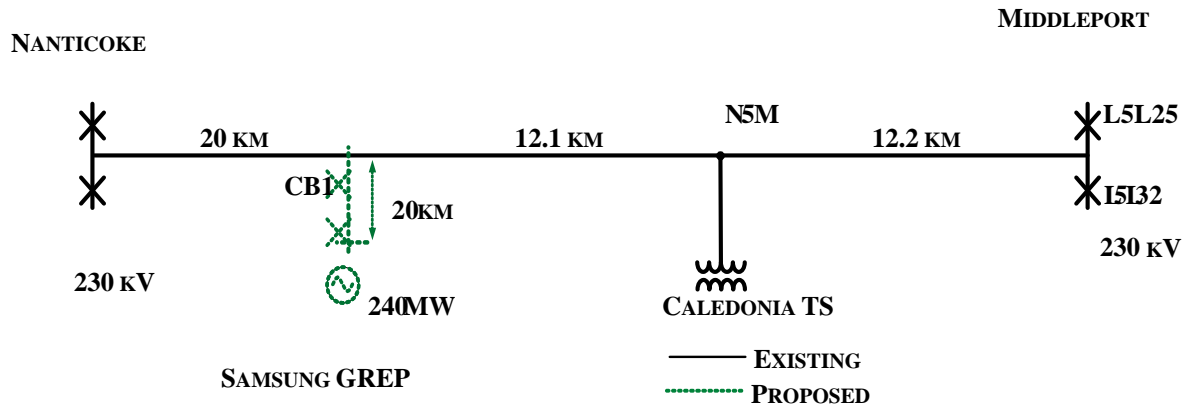 MIDDLEPORT
NANTICOKE
N5M
L5L25
20 KM
12.1 KM
12.2 KM
CB1
20KM
I5I32
230 KV
230 KV
240MW
CALEDONIA TS
EXISTING
SAMSUNG GREP
PROPOSED